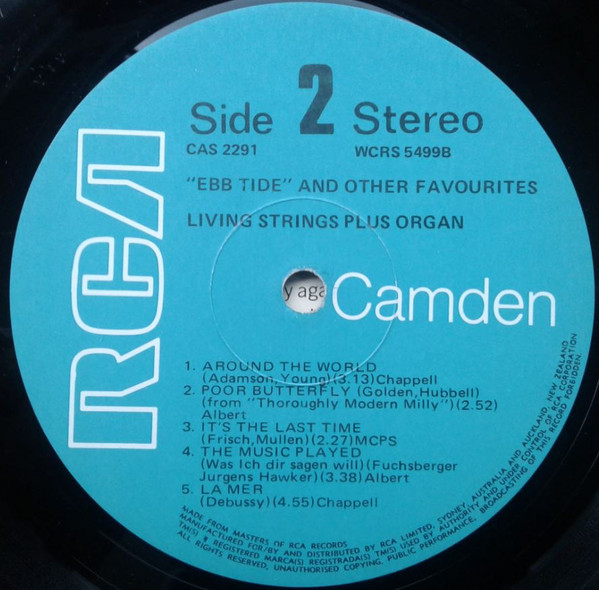 Side 2 Stereo
CAS 2291 WCRS 5499B
"EBB TIDE" AND OTHER FAVOURITES
LIVING STRINGS PLUS ORGAN
RCA
y aga
Camden
1. AROUND THE WORLD
(Adamson,Young)(3.13)Chappell
2. POOR BUTTERFLY (Golden,Hubbell)
(from "Thoroughly Modern Milly")(2.52)
Albert
3. IT'S THE LAST TIME
(Frisch,Mullen)(2.27)MCPS
4. THE MUSIC PLAYED
(Was Ich dir sagen will)(Fuchsberger
Jurgens Hawker)(3.38)Albert
5. LA MER
(Debussy)(4.55)Chappell
MADE FROM MASTERS OF RCA RECORDS
MANUFACTURED FOR/BY AND DISTRIBUTED BY RCA LIMITED, SYDNEY, AUSTRALIA AND AUCKLAND, NEW ZEALAND
TM(S) ® REGISTERED MARCA(S) REGISTRADA(S) TM(S) USED BY AUTHORITY AND UNDER CONTROL OF RCA CORPORATION
ALL RIGHTS RESERVED, UNAUTHORISED COPYING, PUBLIC PERFORMANCE, BROADCASTING OF THIS RECORD FORBIDDEN.